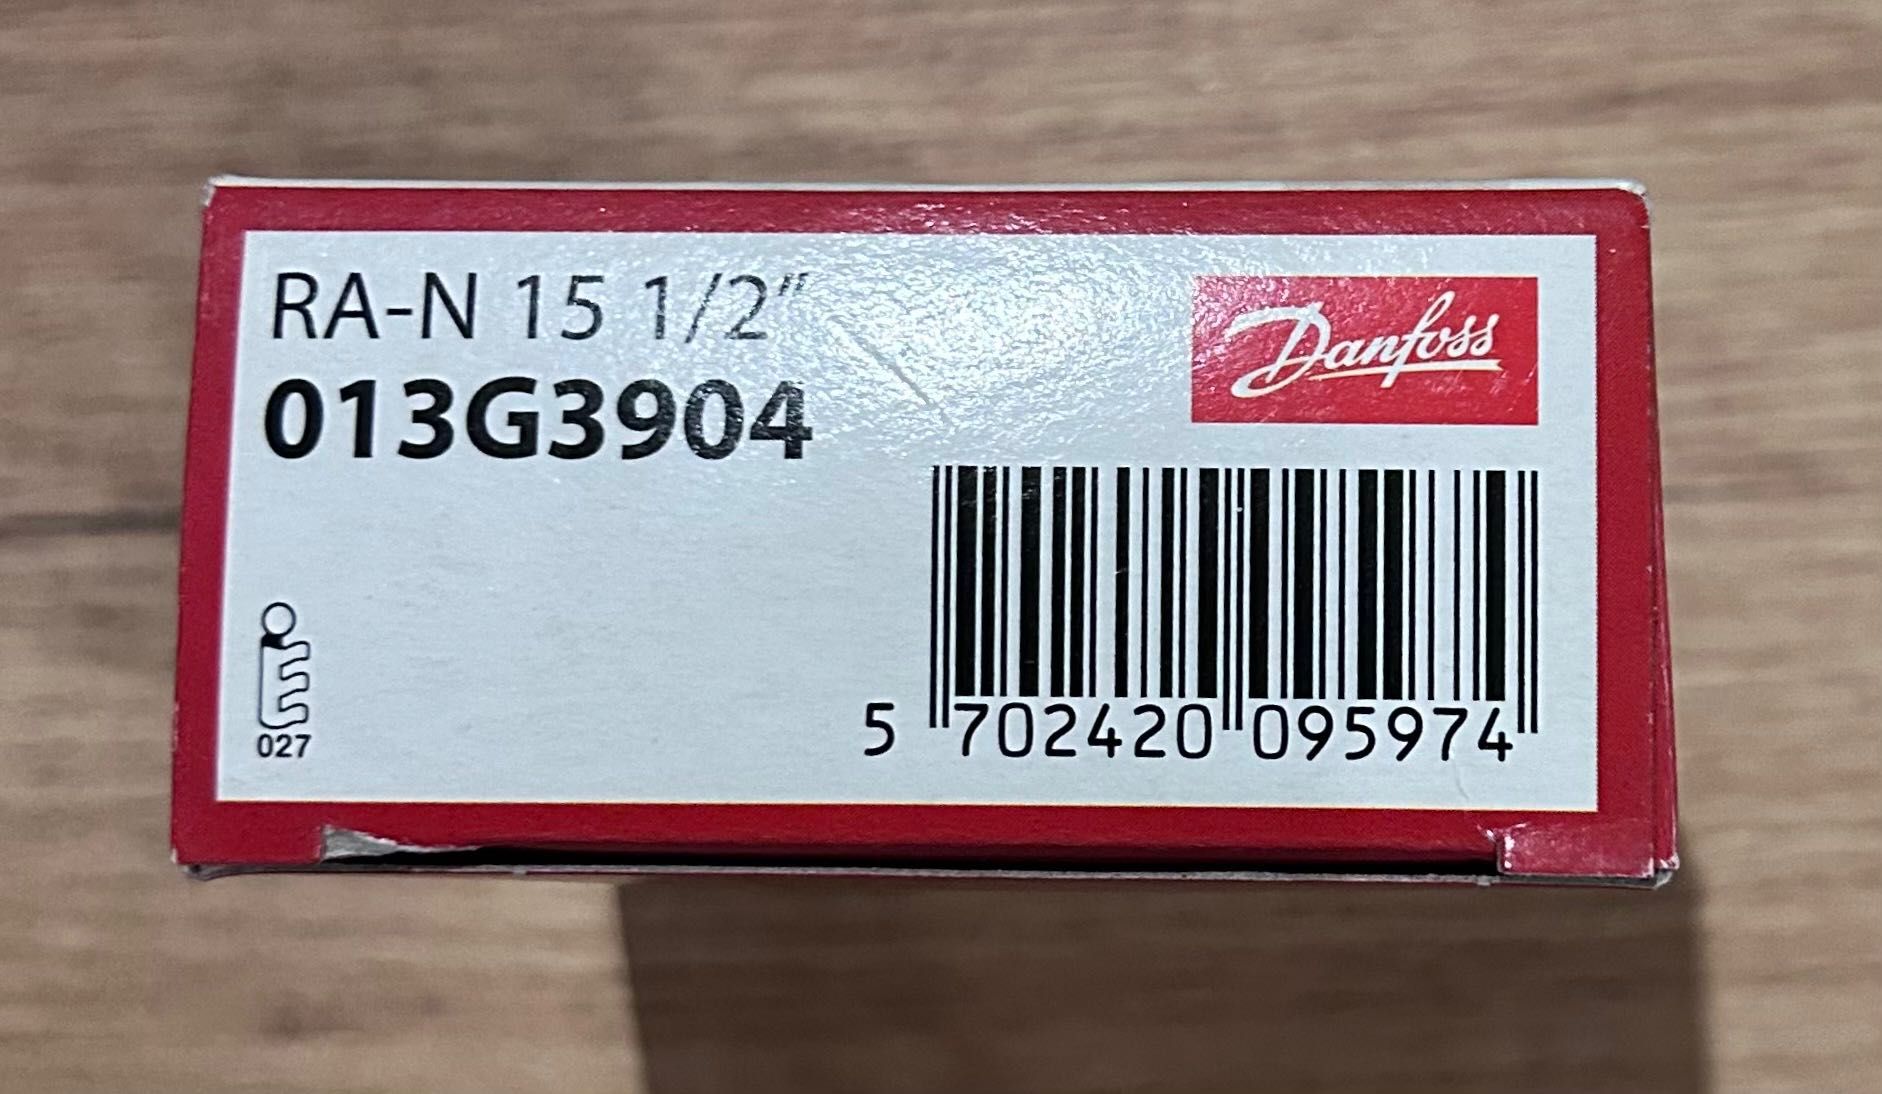 RA-N 15 1/2"
Danfoss
013G3904
027
5 702420 095974